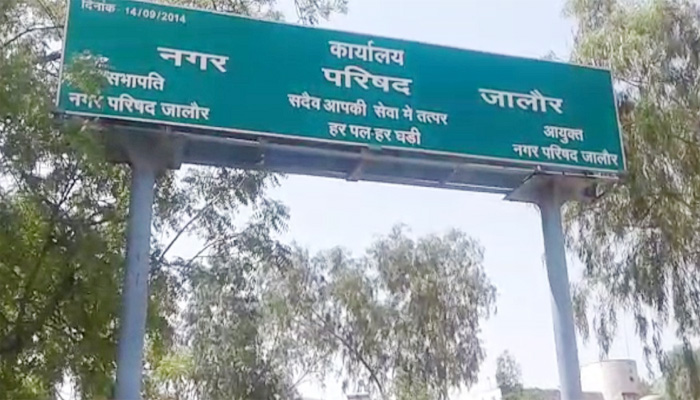 दिनांक 14/09/2014
कार्यालय
नगर परिषद जालौर
सदैव आपकी सेवा मे तत्पर
हर पल हर घडी
सभापति
नगर परिषद जालौर
आयुक्त
नगर परिषद जालौर